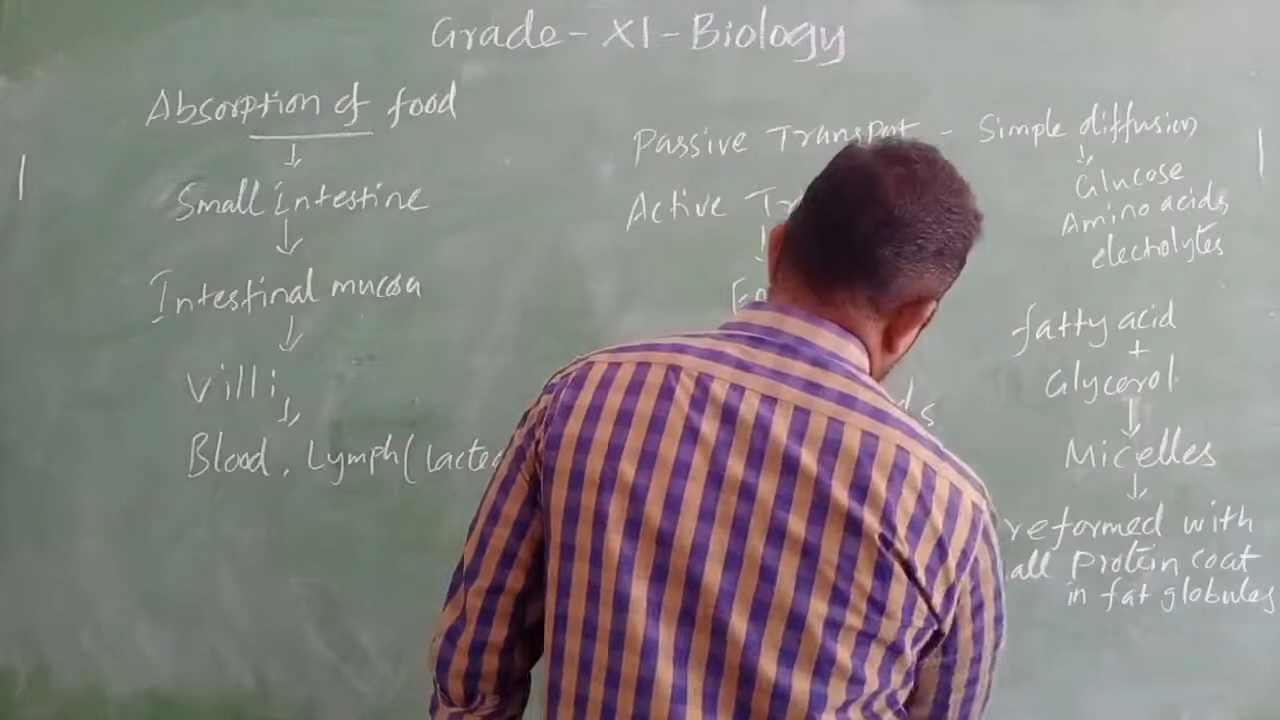 Grade - XI - Biology
Absorption of food
Small intestine
Intestinal mucosa
Villi
Blood, Lymph (lacte
Passive Transpot - Simple diffusion
Glucose
Amino acids
electrolytes
Active
fatty acid
+
Glycerol
Micelles
reformed with
all Protein coat
in fat globules